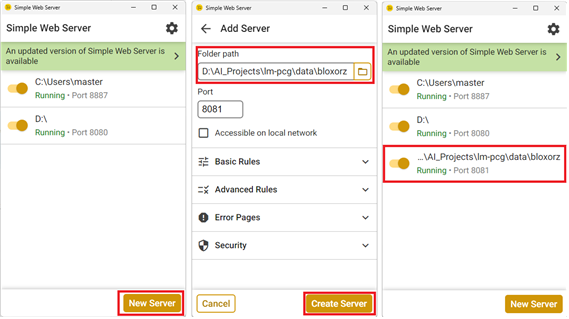 Simple Web Server
Simple Web Server
An updated version of Simple Web Server is
available
C:\Users\master
Running • Port 8887
D:\
Running • Port 8080
New Server
Simple Web Server
Add Server
Folder path
D:\AI_Projects\lm-pcg\data\bloxorz
Port
8081
Accessible on local network
Basic Rules
Advanced Rules
Error Pages
Security
Cancel
Create Server
Simple Web Server
Simple Web Server
An updated version of Simple Web Server is
available
C:\Users\master
Running • Port 8887
D:\
Running • Port 8080
...\AI_Projects\lm-pcg\data\bloxorz
Running • Port 8081
New Server